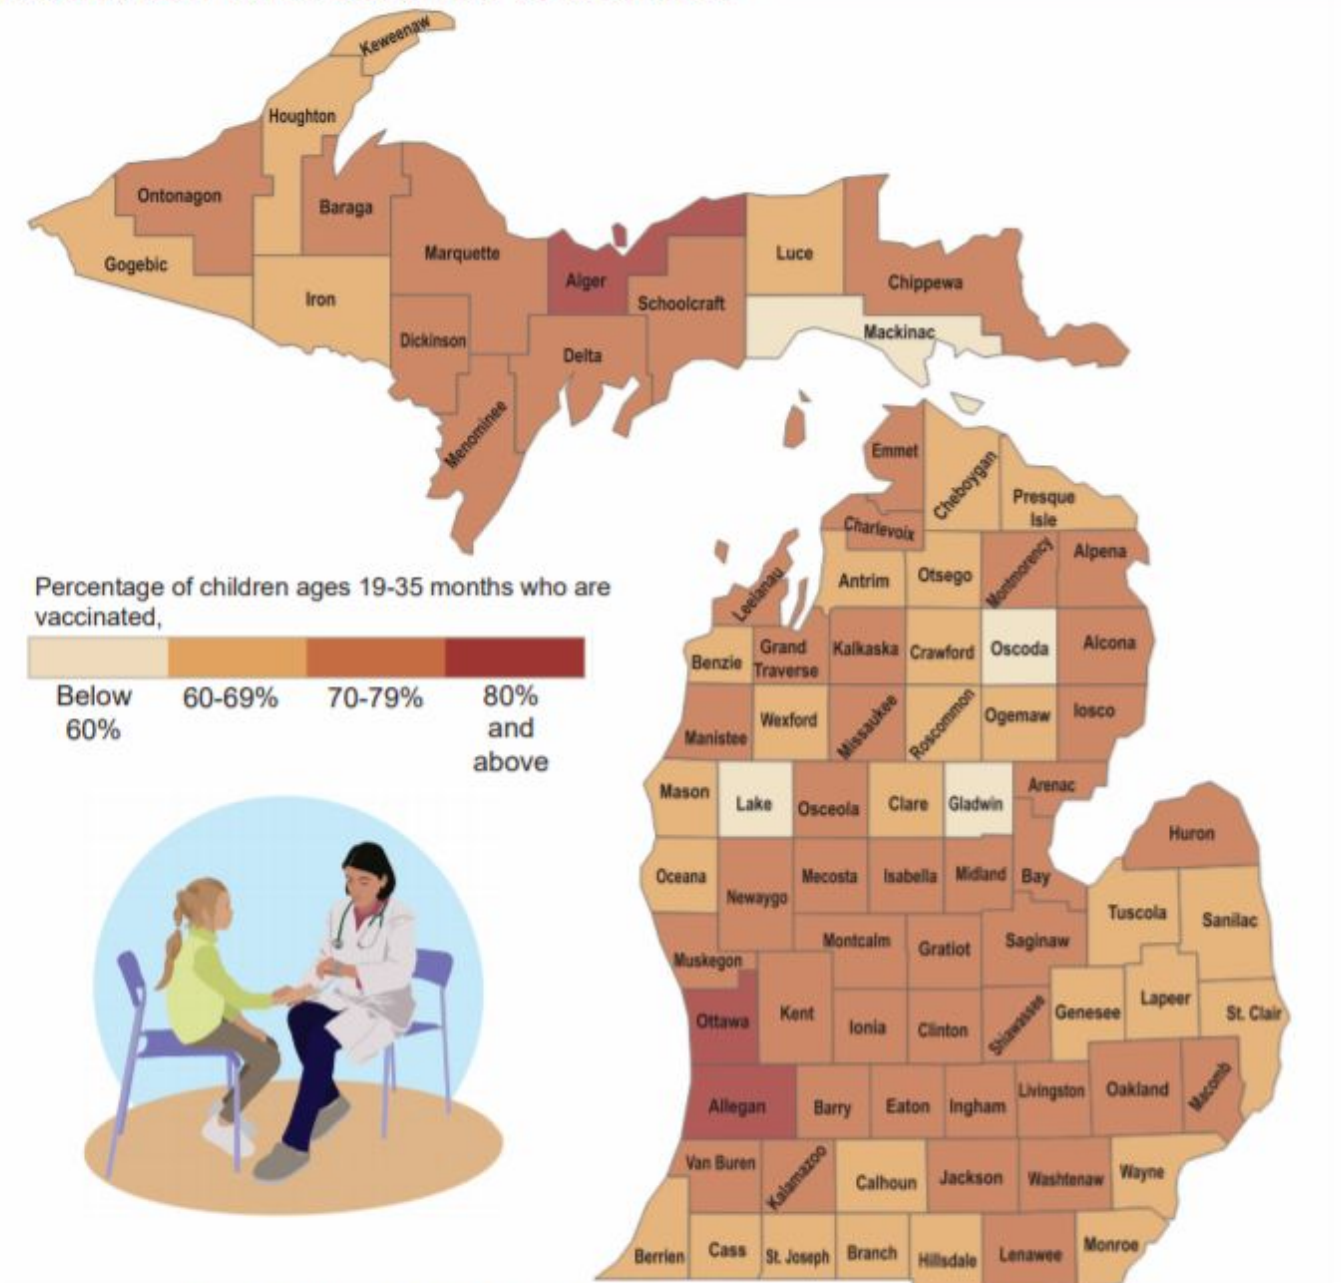 Keweenaw
Houghton
Ontonagon
Baraga
Gogebic
Marquette
Luce
Iron
Alger
Chippewa
Schoolcraft
Mackinac
Dickinson
Delta
Menominee
Emmet
Cheboygan
Presque
Isle
Charlevoix
Percentage of children ages 19-35 months who are
vaccinated,
Below
60%
60-69%
70-79%
80%
and
above
Leelanau
Antrim
Otsego
Montmorency
Alpena
Benzie
Grand
Traverse
Kalkaska
Crawford
Oscoda
Alcona
Manistee
Wexford
Missaukee
Roscommon
Ogemaw
Iosco
Mason
Lake
Osceola
Clare
Gladwin
Arenac
Huron
Oceana
Newaygo
Mecosta
Isabella
Midland
Bay
Tuscola
Sanilac
Muskegon
Montcalm
Gratiot
Saginaw
Ottawa
Kent
Ionia
Clinton
Shiawassee
Genesee
Lapeer
St. Clair
Allegan
Barry
Eaton
Ingham
Livingston
Oakland
Macomb
Van Buren
Kalamazoo
Calhoun
Jackson
Washtenaw
Wayne
Berrien
Cass
St. Joseph
Branch
Hillsdale
Lenawee
Monroe